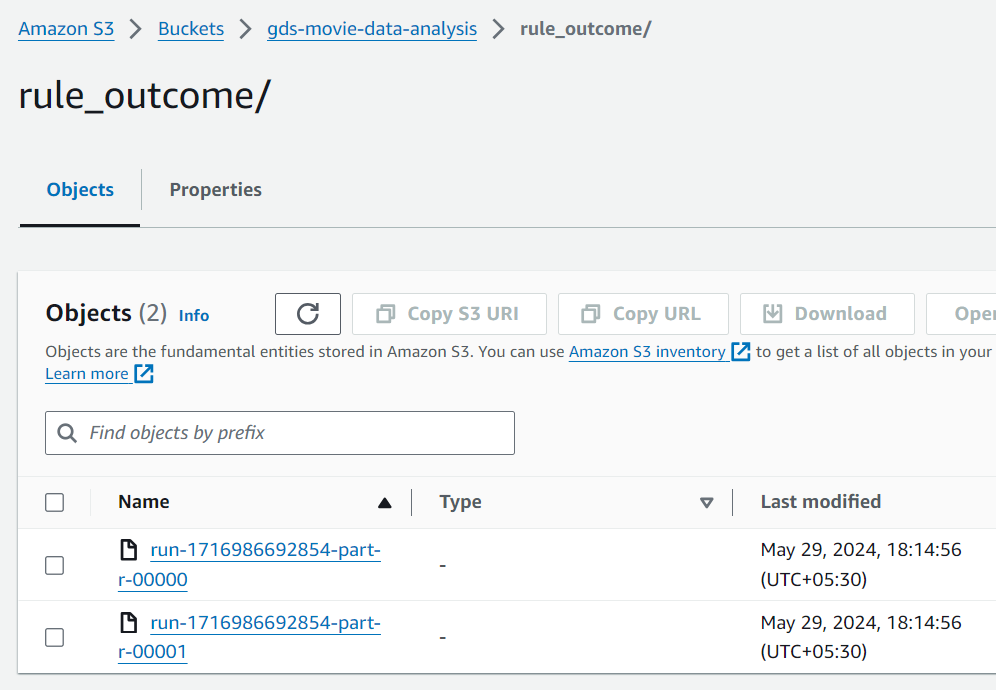 Amazon S3 > Buckets > gds-movie-data-analysis > rule_outcome/
rule_outcome/
Objects Properties
Objects (2) Info Copy S3 URI Copy URL Download Open
Objects are the fundamental entities stored in Amazon S3. You can use Amazon S3 inventory to get a list of all objects in your
Learn more
Find objects by prefix
Name Type Last modified
run-1716986692854-part- - May 29, 2024, 18:14:56
r-00000 (UTC+05:30)
run-1716986692854-part- - May 29, 2024, 18:14:56
r-00001 (UTC+05:30)